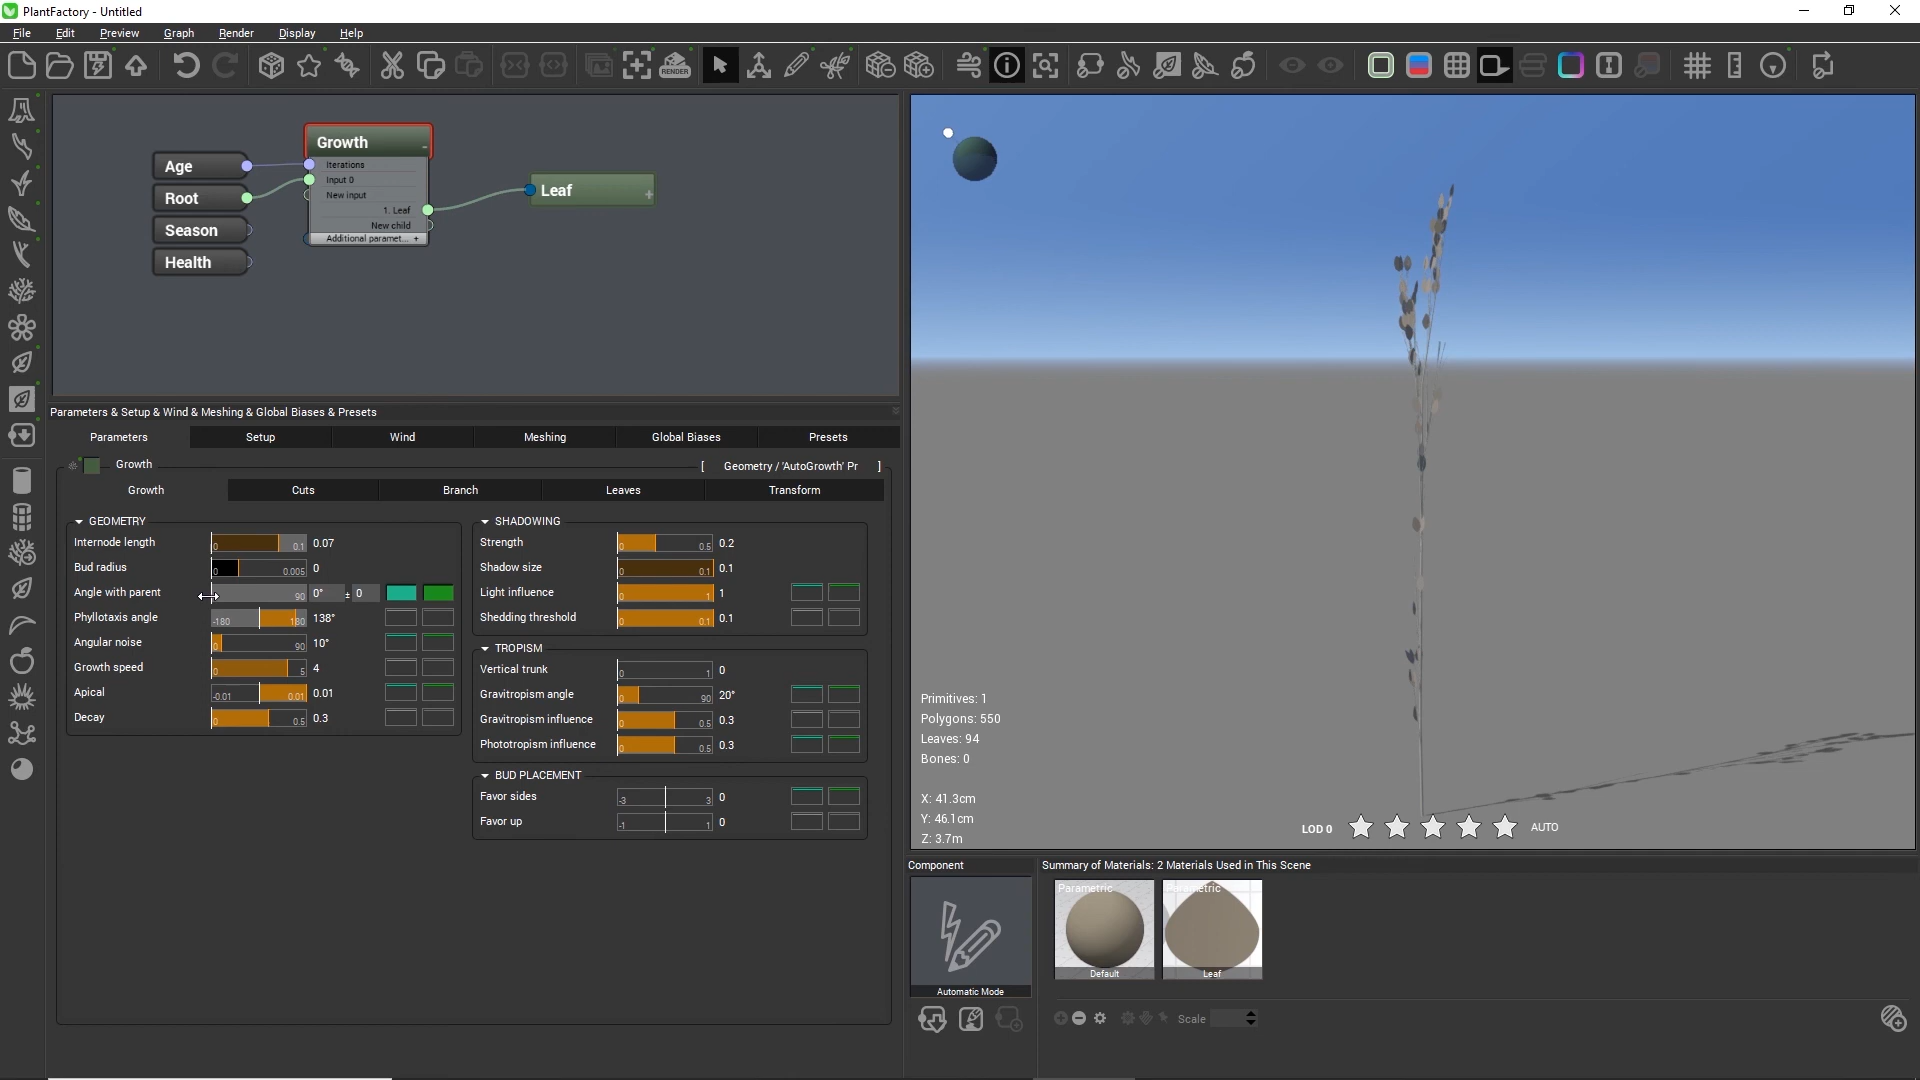 PlantFactory - Untitled
File Edit Preview Graph Render Display Help
RENDER
Age
Root
Season
Health
Growth -
Iterations
Input 0
New input
1. Leaf
New child
Additional paramet... +
Leaf +
Parameters & Setup & Wind & Meshing & Global Biases & Presets
Parameters Setup Wind Meshing Global Biases Presets
Growth [ Geometry / 'AutoGrowth' Pr ]
Growth Cuts Branch Leaves Transform
GEOMETRY
Internode length 0 0.1 0.07
Bud radius 0 0.005 0
Angle with parent 90 0° ± 0
Phyllotaxis angle -180 180 138°
Angular noise 0 90 10°
Growth speed 0 5 4
Apical -0.01 0.01 0.01
Decay 0 0.5 0.3
SHADOWING
Strength 0 0.5 0.2
Shadow size 0 0.1 0.1
Light influence 0 1 1
Shedding threshold 0 0.1 0.1
TROPISM
Vertical trunk 0 1 0
Gravitropism angle 0 90 20°
Gravitropism influence 0 0.5 0.3
Phototropism influence 0 0.5 0.3
BUD PLACEMENT
Favor sides -3 3 0
Favor up -1 1 0
Primitives: 1
Polygons: 550
Leaves: 94
Bones: 0
X: 41.3cm
Y: 46.1cm
Z: 3.7m
LOD 0 AUTO
Component
Automatic Mode
Summary of Materials: 2 Materials Used in This Scene
Parametric
Default
Parametric
Leaf
Scale